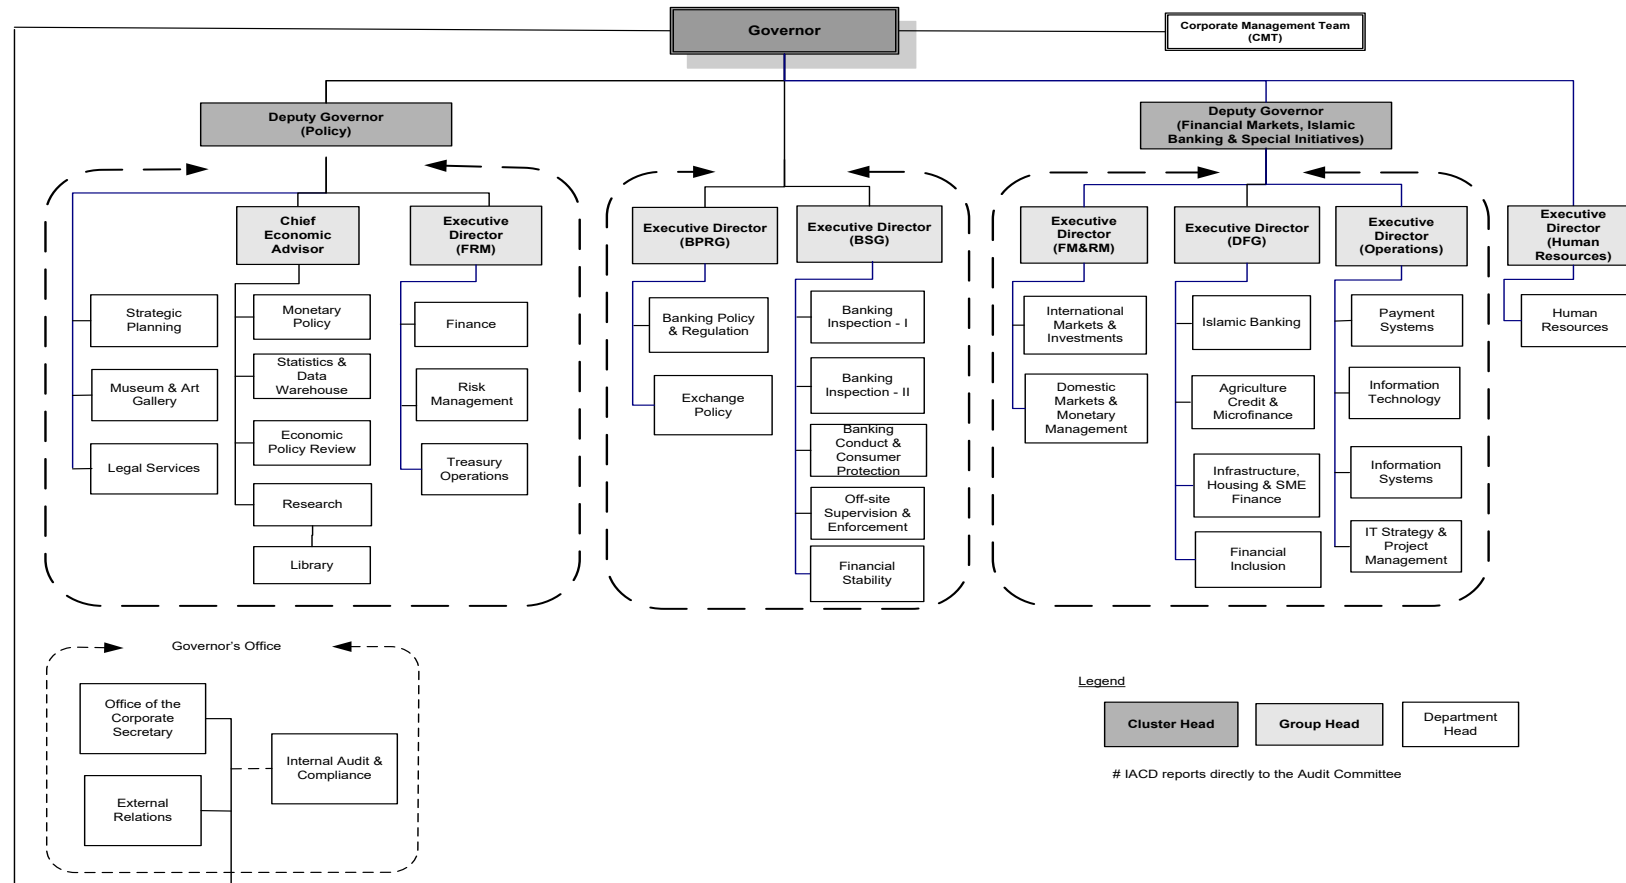 Governor
Corporate Management Team
(CMT)
Deputy Governor
(Policy)
Deputy Governor
(Financial Markets, Islamic
Banking & Special Initiatives)
Chief
Economic
Advisor
Executive
Director
(FRM)
Executive Director
(BPRG)
Executive Director
(BSG)
Executive
Director
(FM&RM)
Executive Director
(DFG)
Executive
Director
(Operations)
Executive
Director
(Human
Resources)
Strategic
Planning
Museum & Art
Gallery
Legal Services
Monetary
Policy
Statistics &
Data
Warehouse
Economic
Policy Review
Research
Library
Finance
Risk
Management
Treasury
Operations
Banking Policy
& Regulation
Exchange
Policy
Banking
Inspection - I
Banking
Inspection - II
Banking
Conduct &
Consumer
Protection
Off-site
Supervision &
Enforcement
Financial
Stability
International
Markets &
Investments
Domestic
Markets &
Monetary
Management
Islamic Banking
Agriculture
Credit &
Microfinance
Infrastructure,
Housing & SME
Finance
Financial
Inclusion
Payment
Systems
Information
Technology
Information
Systems
IT Strategy &
Project
Management
Human
Resources
Governor's Office
Office of the
Corporate
Secretary
Internal Audit &
Compliance
External
Relations
Legend
Cluster Head
Group Head
Department
Head
# IACD reports directly to the Audit Committee